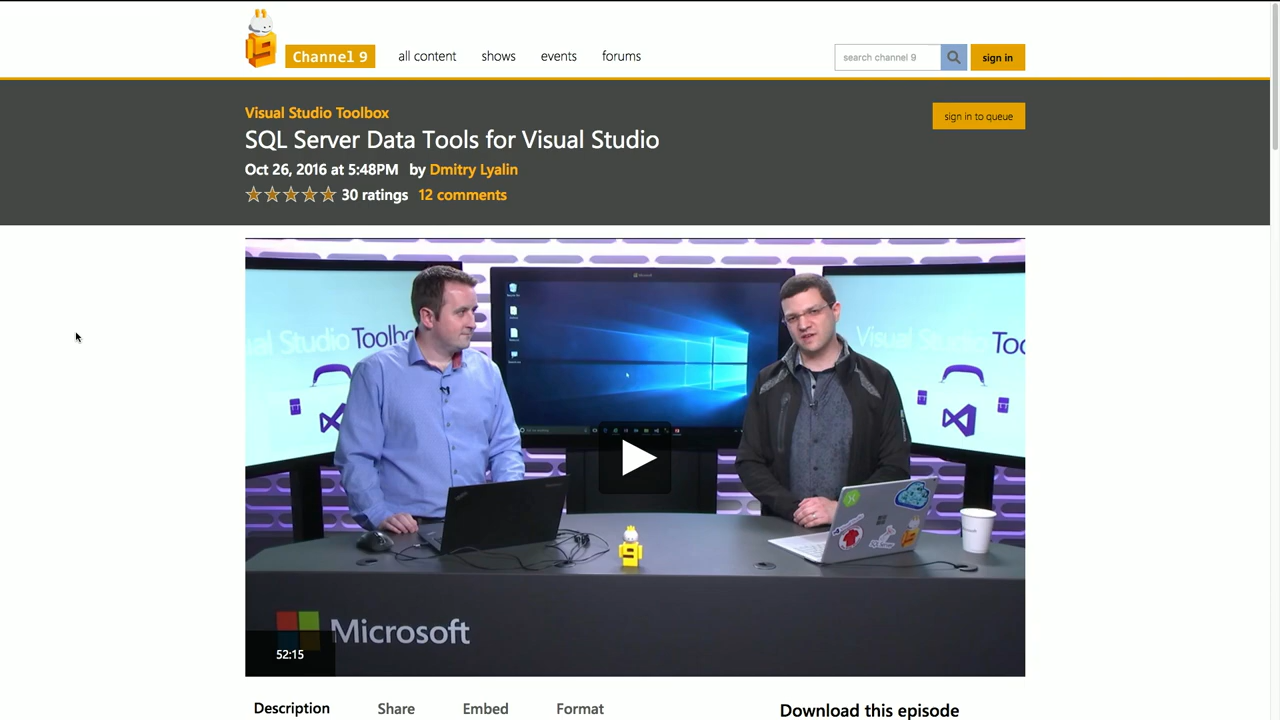 Channel 9
all content
shows
events
forums
search channel 9
sign in
Visual Studio Toolbox
sign in to queue
SQL Server Data Tools for Visual Studio
Oct 26, 2016 at 5:48PM by Dmitry Lyalin
30 ratings 12 comments
ual Studio Toolbo
Visual Studio Too
Microsoft
52:15
Description
Share
Embed
Format
Download this episode